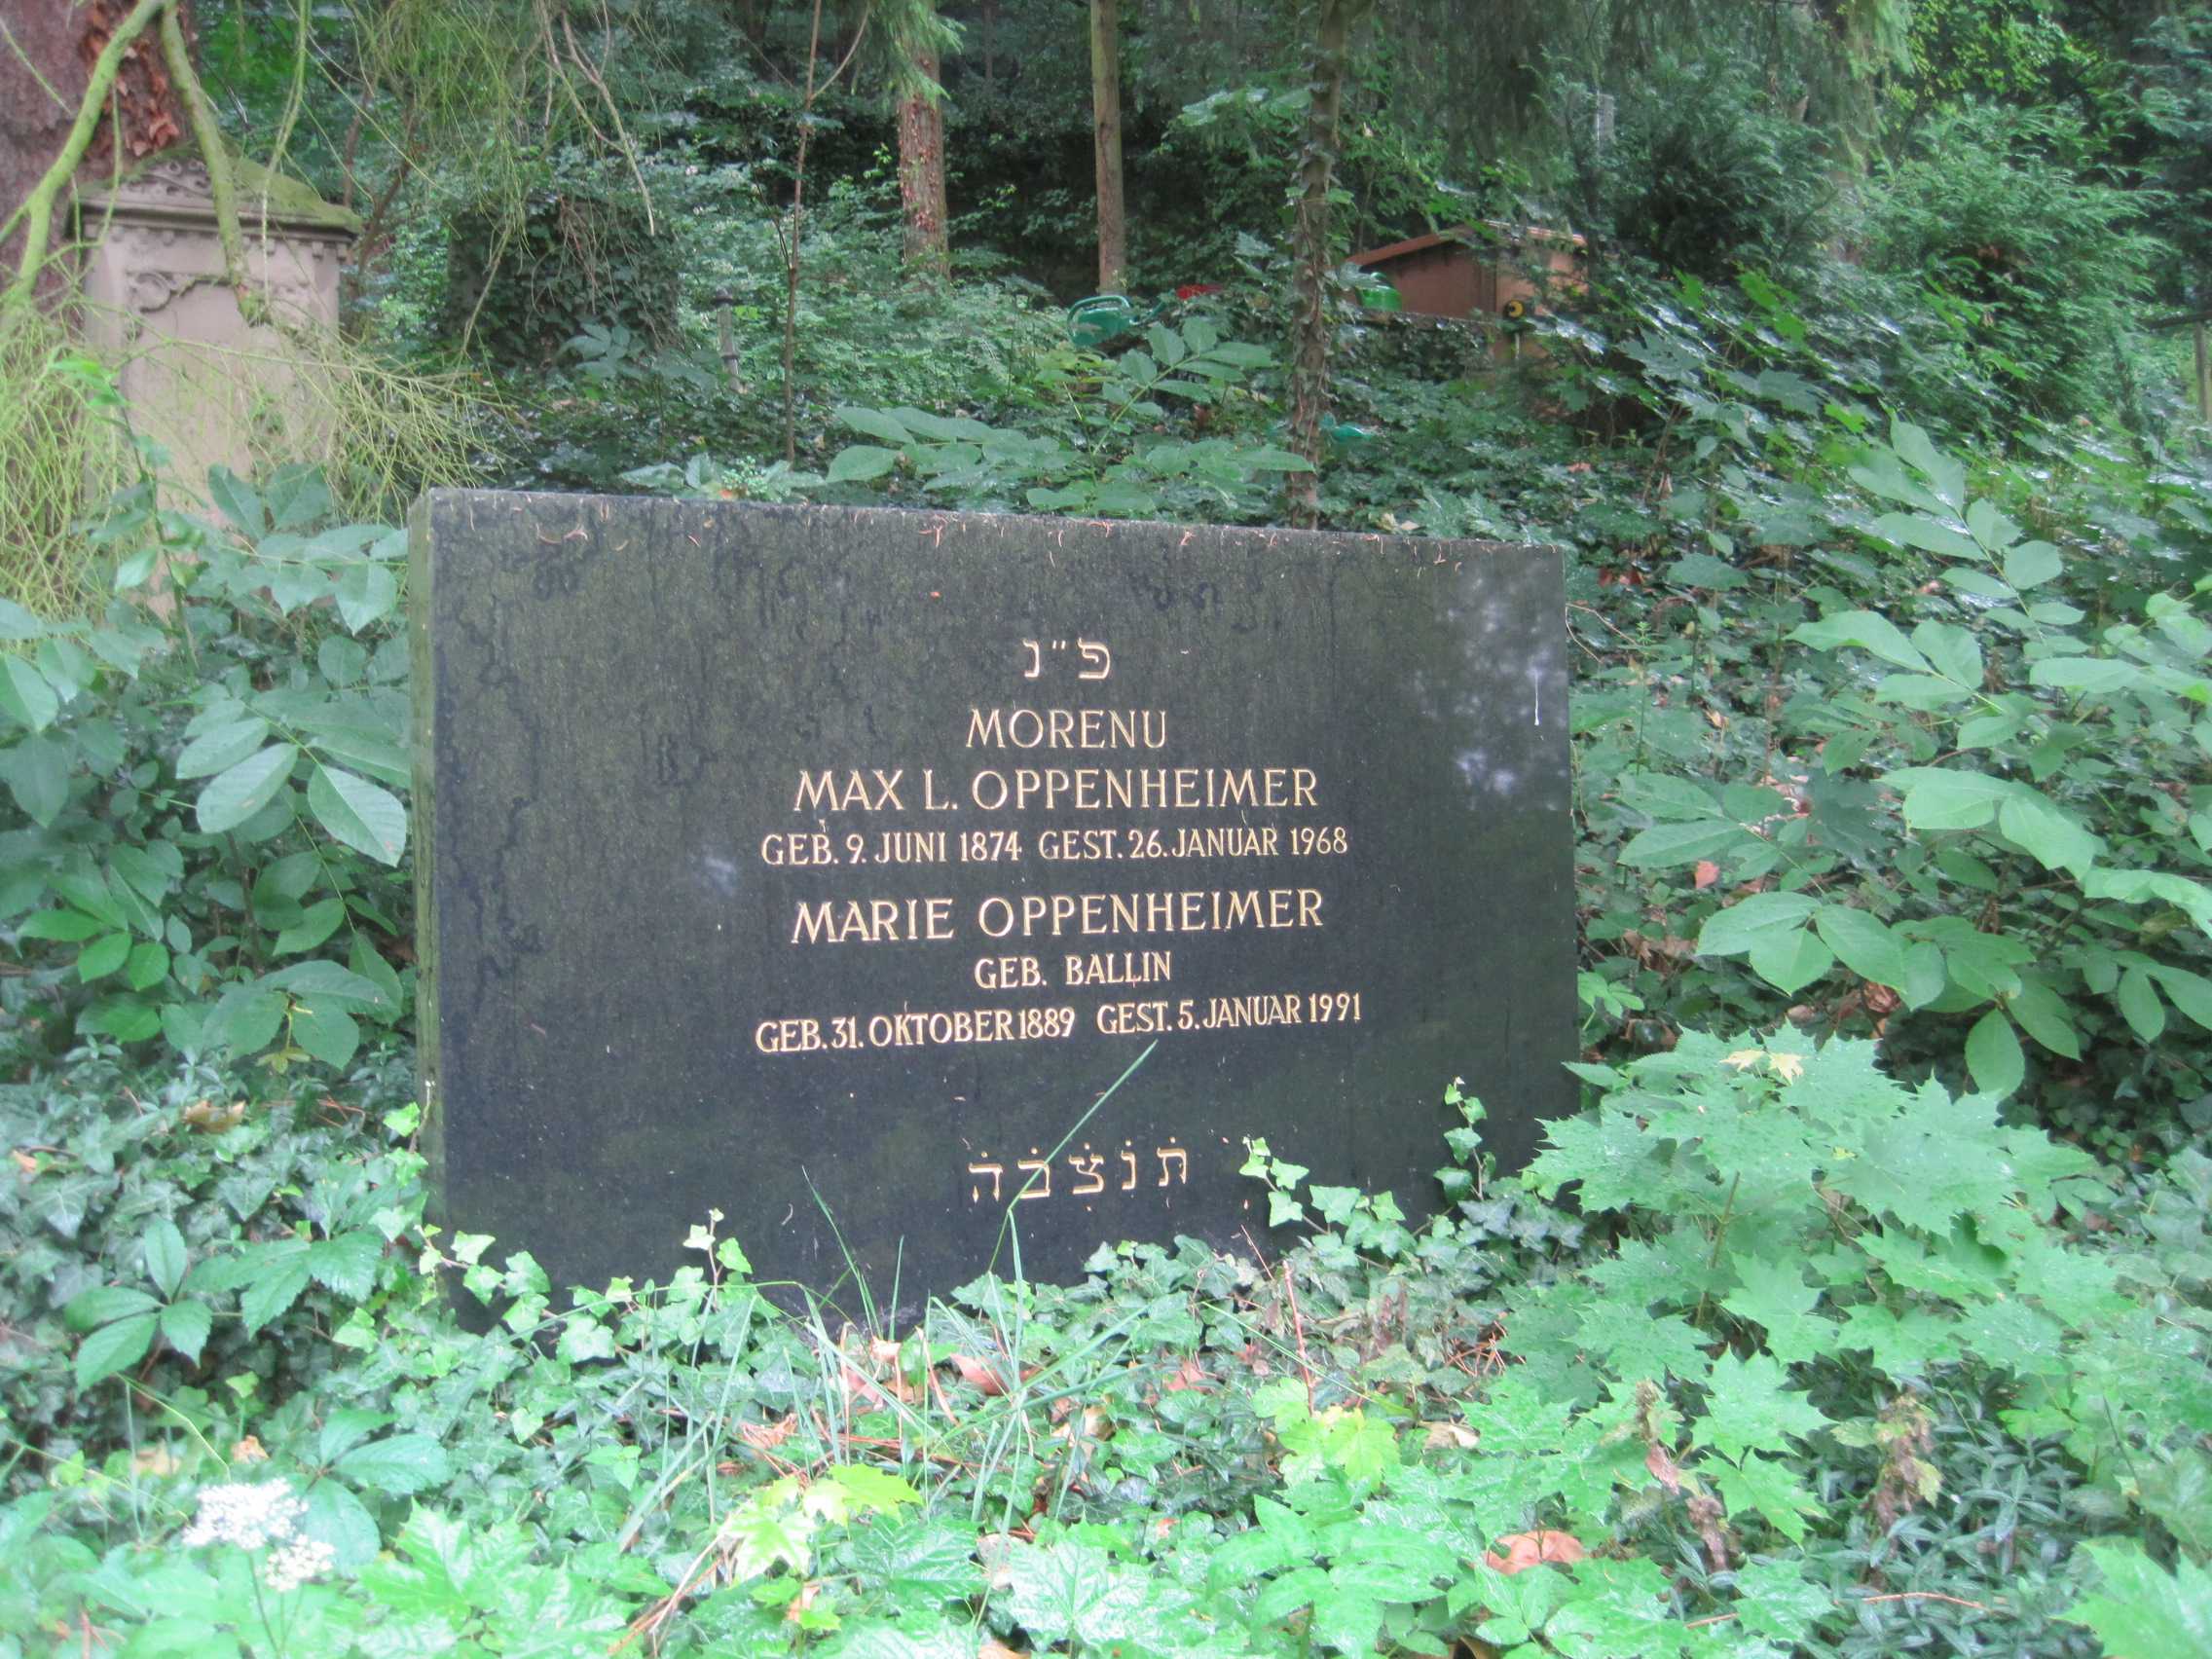 פ״נ
MORENU
MAX L. OPPENHEIMER
GEB. 9. JUNI 1874 GEST. 26. JANUAR 1968
MARIE OPPENHEIMER
GEB. BALLIN
GEB. 31. OKTOBER 1889 GEST. 5. JANUAR 1991
ת̇נ̇צ̇ב̇ה̇